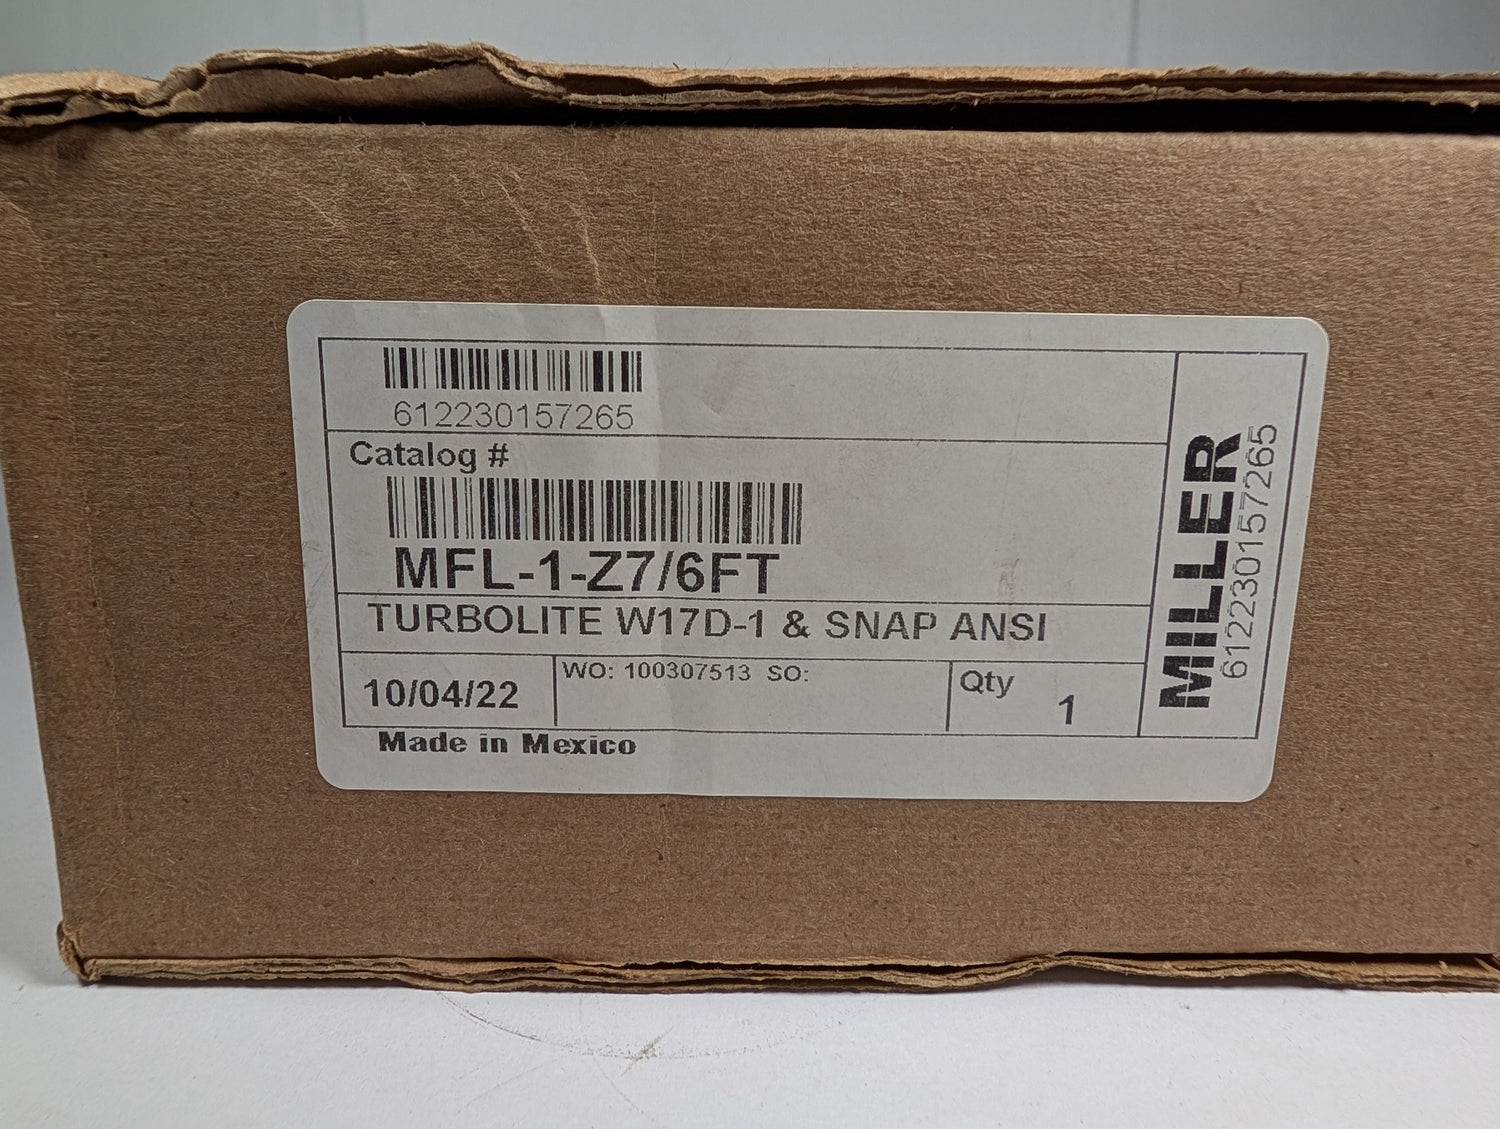 612230157265
Catalog #
MFL-1-Z7/6FT
TURBOLITE W17D-1 & SNAP ANSI
10/04/22
WO: 100307513 SO:
Qty
1
Made in Mexico
MILLER
612230157265